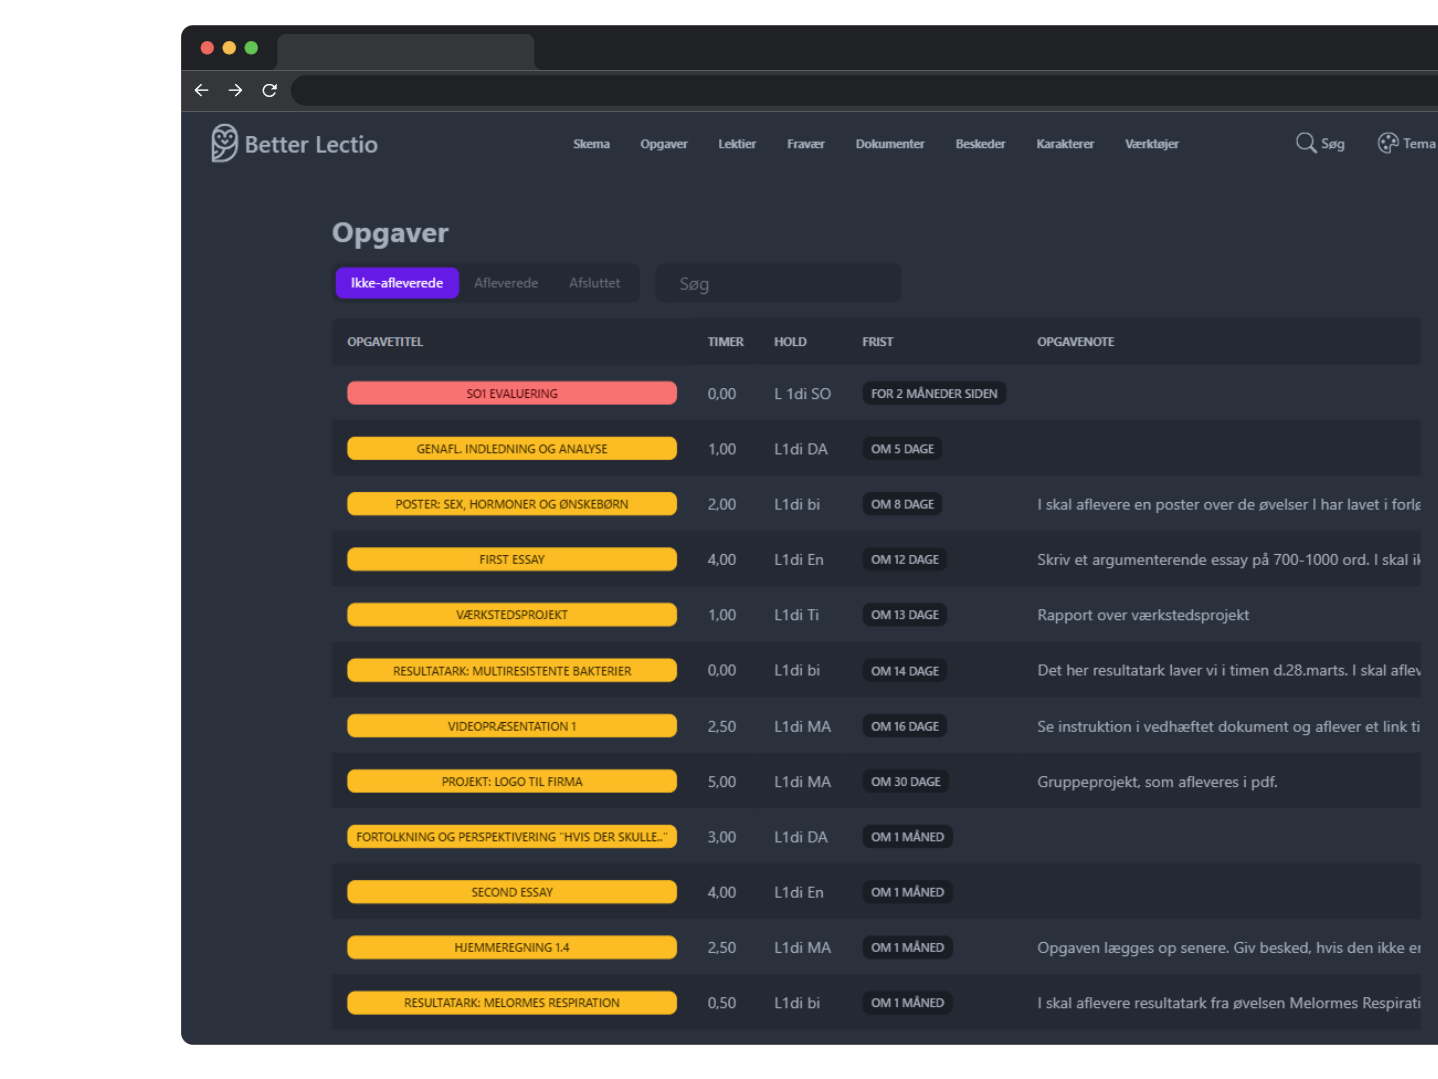 Better Lectio
Skema Opgaver Lektier Fravær Dokumenter Beskeder Karakterer Værktøjer Søg Tema
Opgaver
Ikke-afleverede Afleverede Afsluttet Søg
OPGAVETITEL TIMER HOLD FRIST OPGAVENOTE
SO1 EVALUERING 0,00 L 1di SO FOR 2 MÅNEDER SIDEN
GENAFL. INDLEDNING OG ANALYSE 1,00 L1di DA OM 5 DAGE
POSTER: SEX, HORMONER OG ØNSKEBØRN 2,00 L1di bi OM 8 DAGE I skal aflevere en poster over de øvelser I har lavet i
FIRST ESSAY 4,00 L1di En OM 12 DAGE Skriv et argumenterende essay på 700-1000 ord. I skal
VÆRKSTEDSPROJEKT 1,00 L1di Ti OM 13 DAGE Rapport over værkstedsprojekt
RESULTATARK: MULTIRESISTENTE BAKTERIER 0,00 L1di bi OM 14 DAGE Det her resultatark laver vi i timen d.28.marts. I skal
VIDEOPRÆSENTATION 1 2,50 L1di MA OM 16 DAGE Se instruktion i vedhæftet dokument og aflever et link ti
PROJEKT: LOGO TIL FIRMA 5,00 L1di MA OM 30 DAGE Gruppeprojekt, som afleveres i pdf.
FORTOLKNING OG PERSPEKTIVERING "HVIS DER SKULLE.." 3,00 L1di DA OM 1 MÅNED
SECOND ESSAY 4,00 L1di En OM 1 MÅNED
HJEMMEREGNING 1.4 2,50 L1di MA OM 1 MÅNED Opgaven lægges op senere. Giv besked, hvis den ikke
RESULTATARK: MELORMES RESPIRATION 0,50 L1di bi OM 1 MÅNED I skal aflevere resultatark fra øvelsen Melormes Respirati